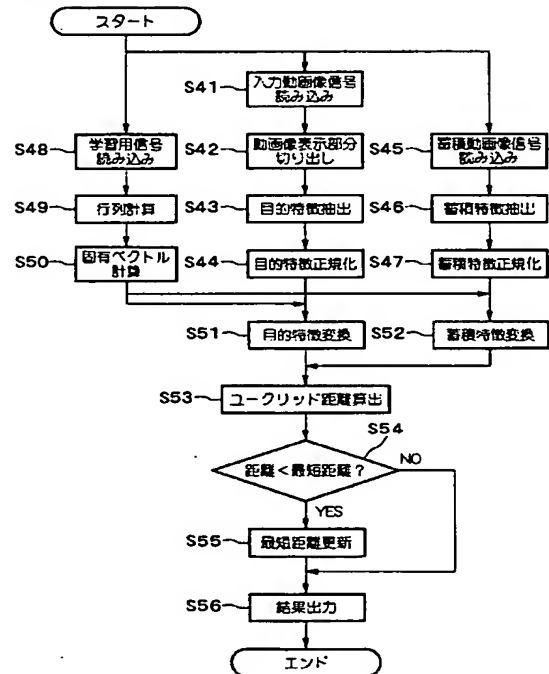 スタート
S41
入力動画像信号
読み込み
S48
学習用信号
読み込み
S42
動画像表示部分
切り出し
S45
蓄積動画像信号
読み込み
S49
行列計算
S43
目的特徴抽出
S46
蓄積特徴抽出
S50
固有ベクトル
計算
S44
目的特徴正規化
S47
蓄積特徴正規化
S51
目的特徴変換
S52
蓄積特徴変換
S53
ユークリッド距離算出
S54
距離<最短距離?
NO
YES
S55
最短距離更新
S56
結果出力
エンド